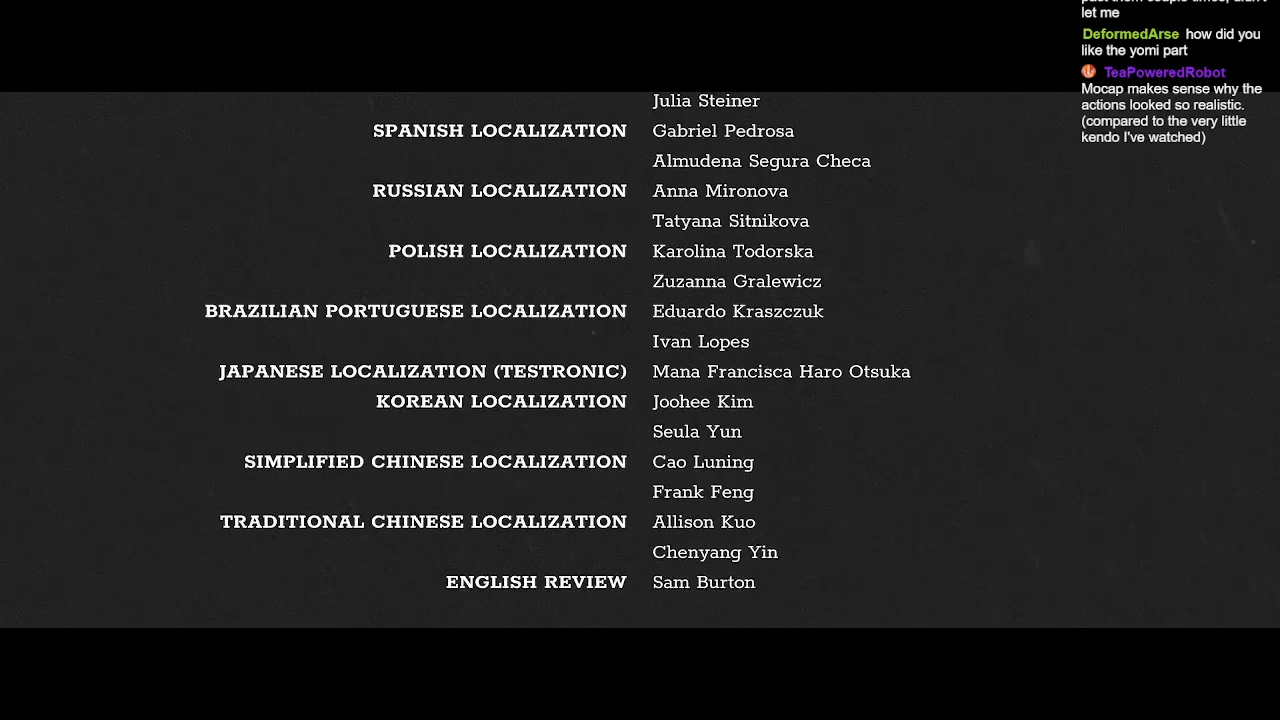 let me
DeformedArse how did you
like the yomi part
TeaPoweredRobot
Mocap makes sense why the
actions looked so realistic.
(compared to the very little
kendo I've watched)
Julia Steiner
SPANISH LOCALIZATION Gabriel Pedrosa
Almudena Segura Checa
RUSSIAN LOCALIZATION Anna Mironova
Tatyana Sitnikova
POLISH LOCALIZATION Karolina Todorska
Zuzanna Gralewicz
BRAZILIAN PORTUGUESE LOCALIZATION Eduardo Kraszczuk
Ivan Lopes
JAPANESE LOCALIZATION (TESTRONIC) Mana Francisca Haro Otsuka
KOREAN LOCALIZATION Joohee Kim
Seula Yun
SIMPLIFIED CHINESE LOCALIZATION Cao Luning
Frank Feng
TRADITIONAL CHINESE LOCALIZATION Allison Kuo
Chenyang Yin
ENGLISH REVIEW Sam Burton